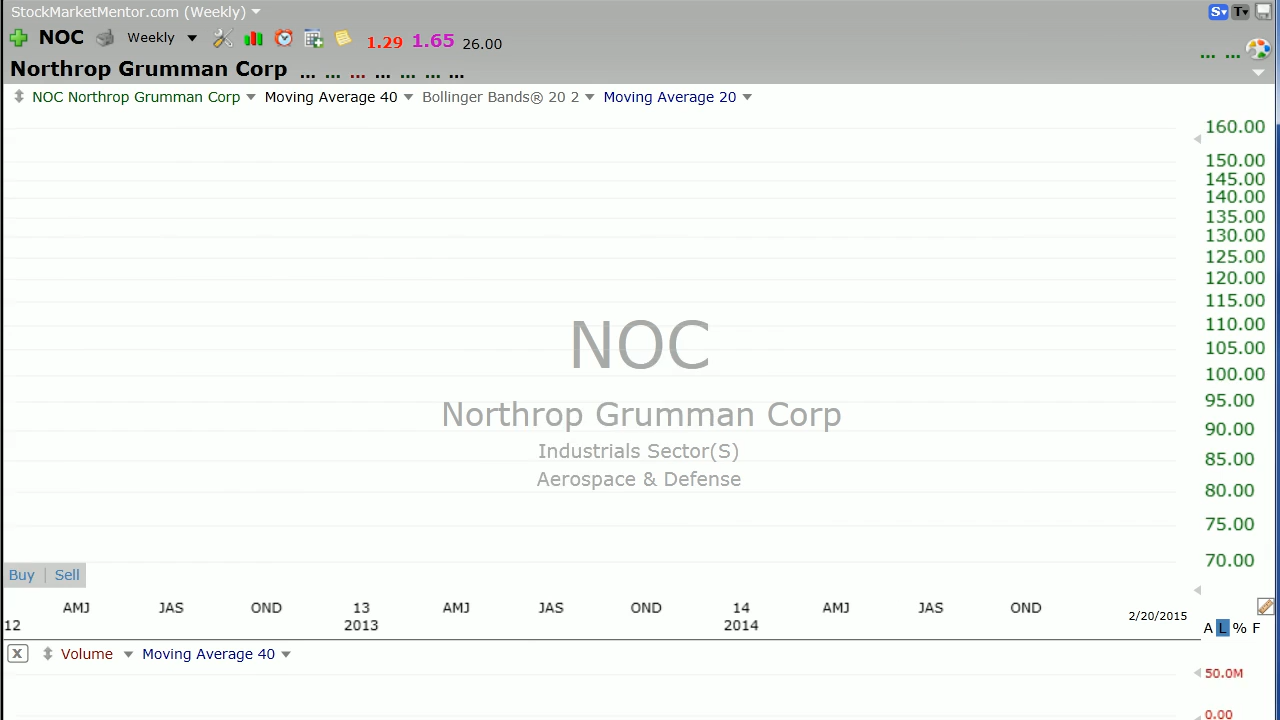 StockMarketMentor.com (Weekly) S T
NOC Weekly 1.29 1.65 26.00
Northrop Grumman Corp ... ... ... ... ... ... ... ... ...
NOC Northrop Grumman Corp Moving Average 40 Bollinger Bands® 20 2 Moving Average 20
160.00
150.00
145.00
140.00
135.00
130.00
125.00
120.00
115.00
110.00
105.00
100.00
95.00
90.00
85.00
80.00
75.00
70.00
NOC
Northrop Grumman Corp
Industrials Sector(S)
Aerospace & Defense
Buy | Sell
AMJ JAS OND 13 AMJ JAS OND 14 AMJ JAS OND
12 2013 2014 2/20/2015
A L % F
X Volume Moving Average 40
50.0M
0.00